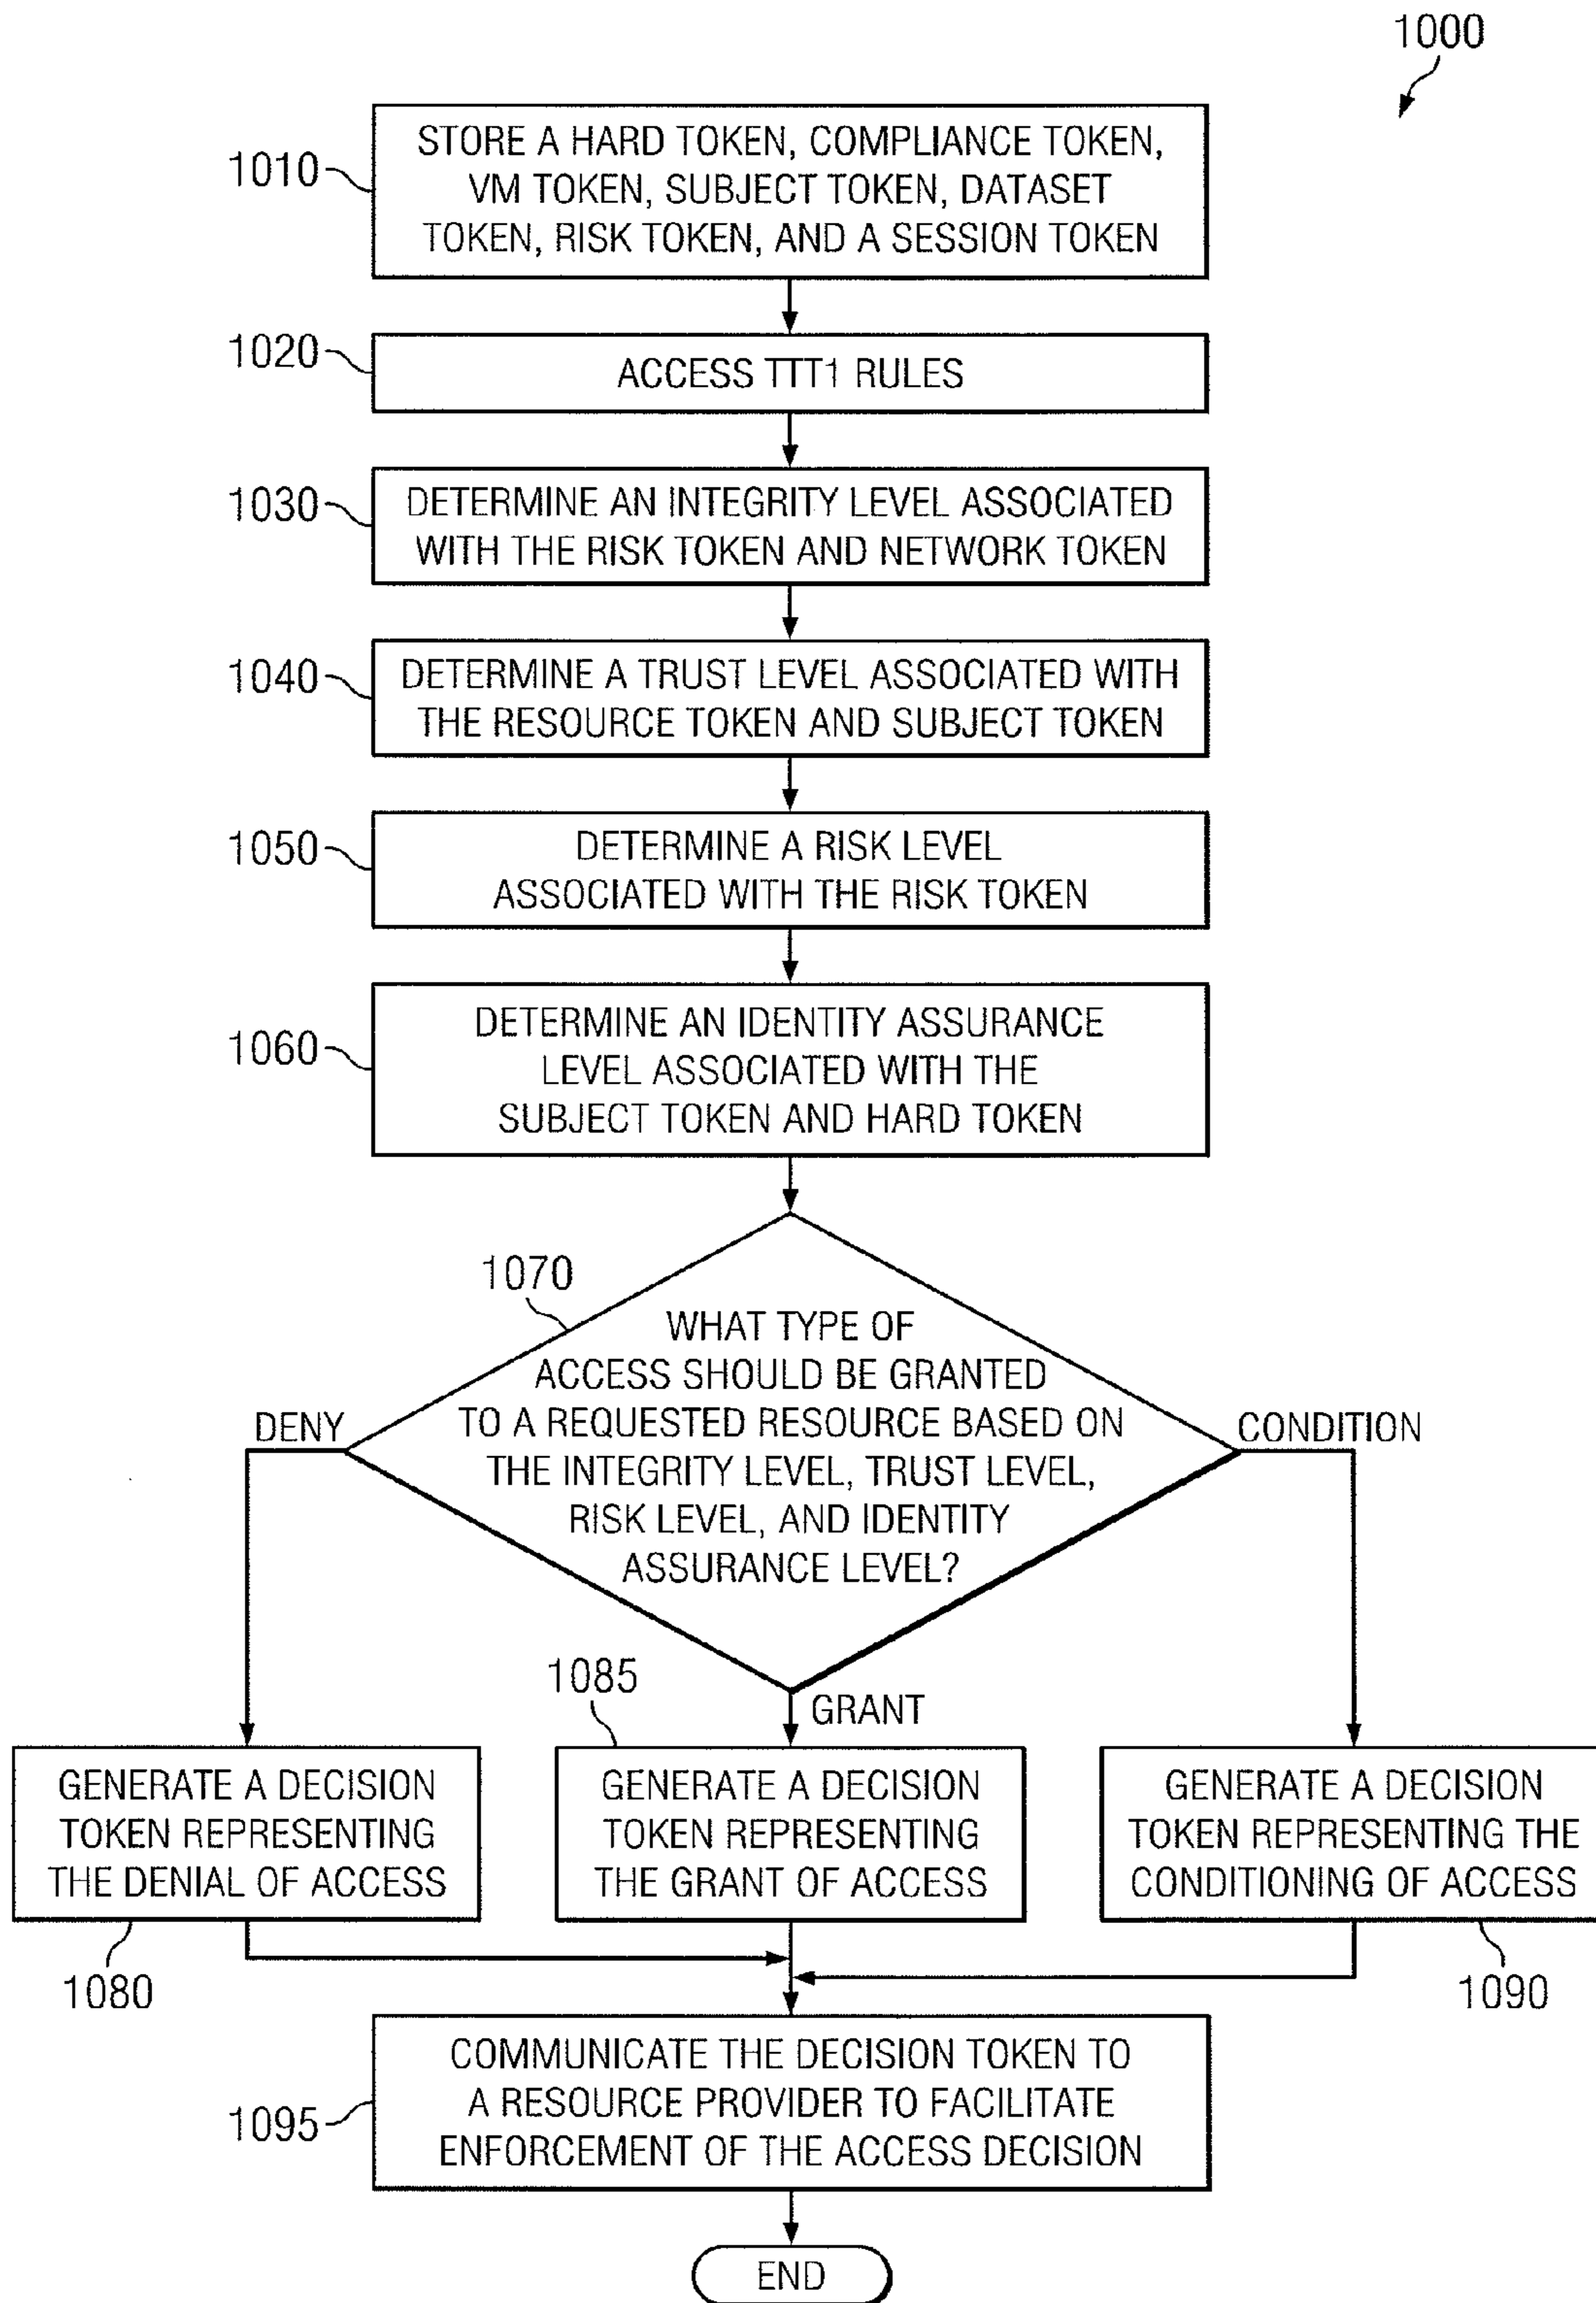 1000
1010
STORE A HARD TOKEN, COMPLIANCE TOKEN,
VM TOKEN, SUBJECT TOKEN, DATASET
TOKEN, RISK TOKEN, AND A SESSION TOKEN
1020
ACCESS TTT1 RULES
1030
DETERMINE AN INTEGRITY LEVEL ASSOCIATED
WITH THE RISK TOKEN AND NETWORK TOKEN
1040
DETERMINE A TRUST LEVEL ASSOCIATED WITH
THE RESOURCE TOKEN AND SUBJECT TOKEN
1050
DETERMINE A RISK LEVEL
ASSOCIATED WITH THE RISK TOKEN
1060
DETERMINE AN IDENTITY ASSURANCE
LEVEL ASSOCIATED WITH THE
SUBJECT TOKEN AND HARD TOKEN
1070
WHAT TYPE OF
ACCESS SHOULD BE GRANTED
TO A REQUESTED RESOURCE BASED ON
THE INTEGRITY LEVEL, TRUST LEVEL,
RISK LEVEL, AND IDENTITY
ASSURANCE LEVEL?
DENY
CONDITION
GRANT
1085
GENERATE A DECISION
TOKEN REPRESENTING
THE DENIAL OF ACCESS
GENERATE A DECISION
TOKEN REPRESENTING
THE GRANT OF ACCESS
GENERATE A DECISION
TOKEN REPRESENTING THE
CONDITIONING OF ACCESS
1080
1090
1095
COMMUNICATE THE DECISION TOKEN TO
A RESOURCE PROVIDER TO FACILITATE
ENFORCEMENT OF THE ACCESS DECISION
END